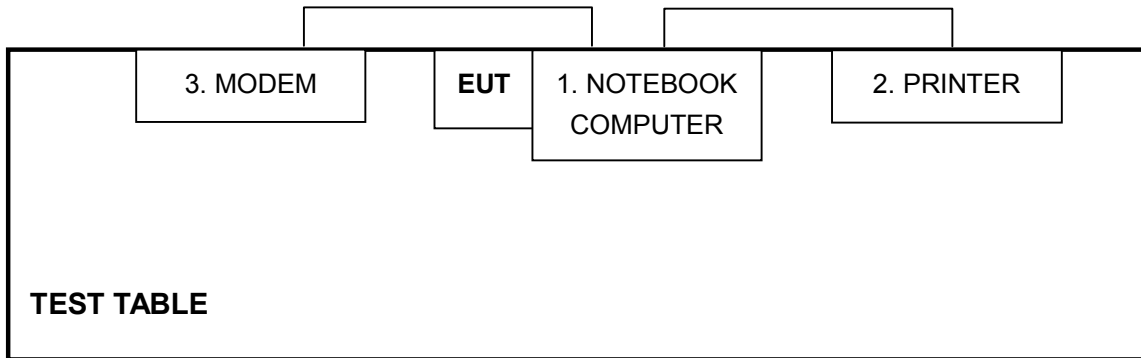 3. MODEM
EUT
1. NOTEBOOK
COMPUTER
2. PRINTER
TEST TABLE